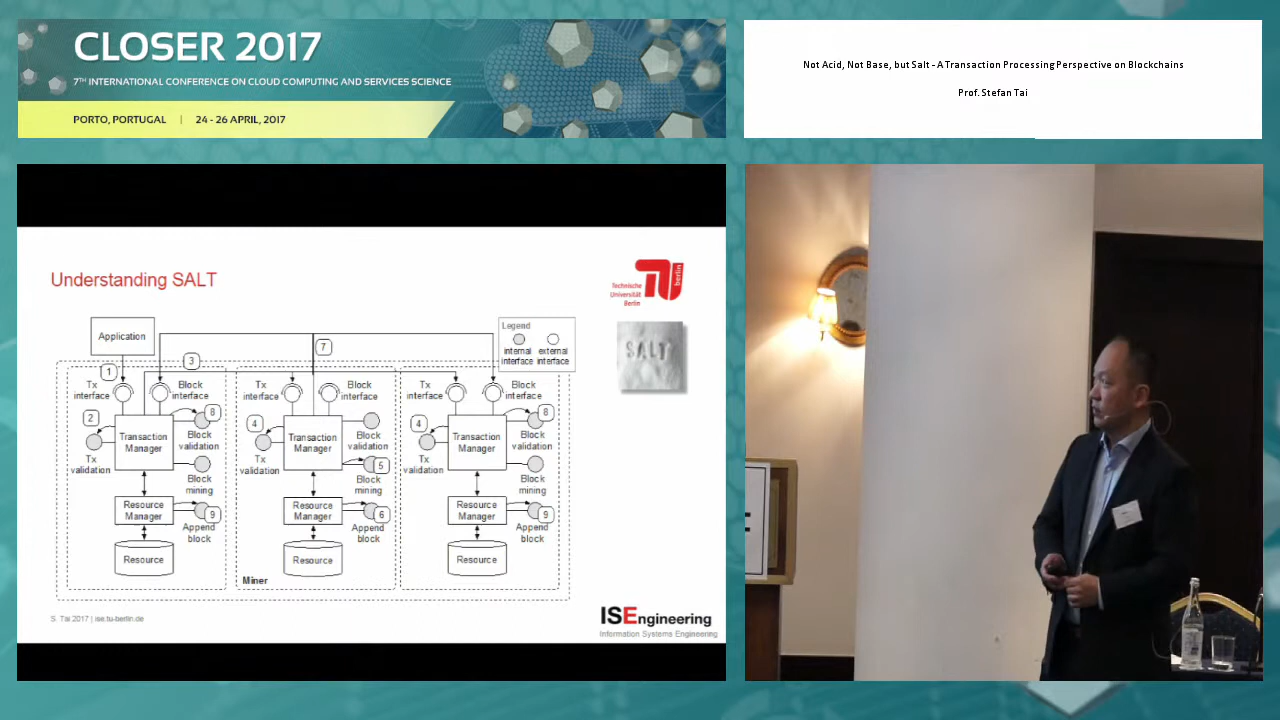 CLOSER 2017
7TH INTERNATIONAL CONFERENCE ON CLOUD COMPUTING AND SERVICES SCIENCE
PORTO, PORTUGAL | 24 - 26 APRIL, 2017
Not Acid, Not Base, but Salt - A Transaction Processing Perspective on Blockchains
Prof. Stefan Tai
Understanding SALT
Technische
Universität
Berlin
berlin
SALT
Application
Legend
internal interface
external interface
1
3
7
Tx interface
Block interface
Tx interface
Block interface
Tx interface
Block interface
2
8
4
4
8
Transaction Manager
Block validation
Transaction Manager
Block validation
Transaction Manager
Block validation
Tx validation
Tx validation
Tx validation
5
Block mining
Block mining
Block mining
Resource Manager
9
Resource Manager
6
Resource Manager
9
Append block
Append block
Append block
Resource
Resource
Resource
Miner
S. Tai 2017 | ise.tu-berlin.de
ISEngineering
Information Systems Engineering